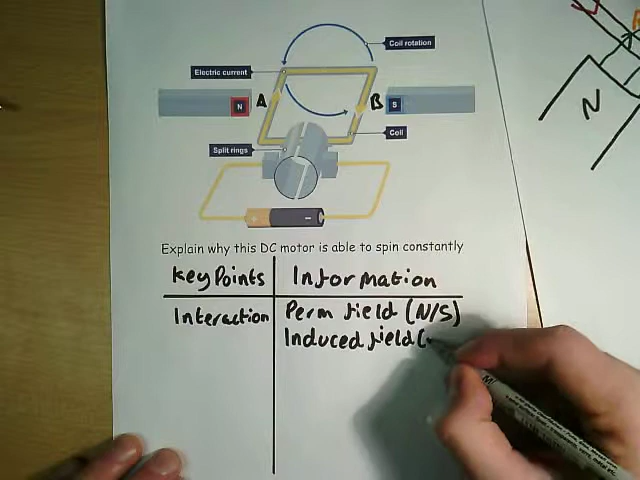 Coil rotation
Electric current
A
B
N
S
Coil
Split rings
+
-
N
Explain why this DC motor is able to spin constantly
Key Points
Information
Interaction
Perm field (N/S)
Induced field (